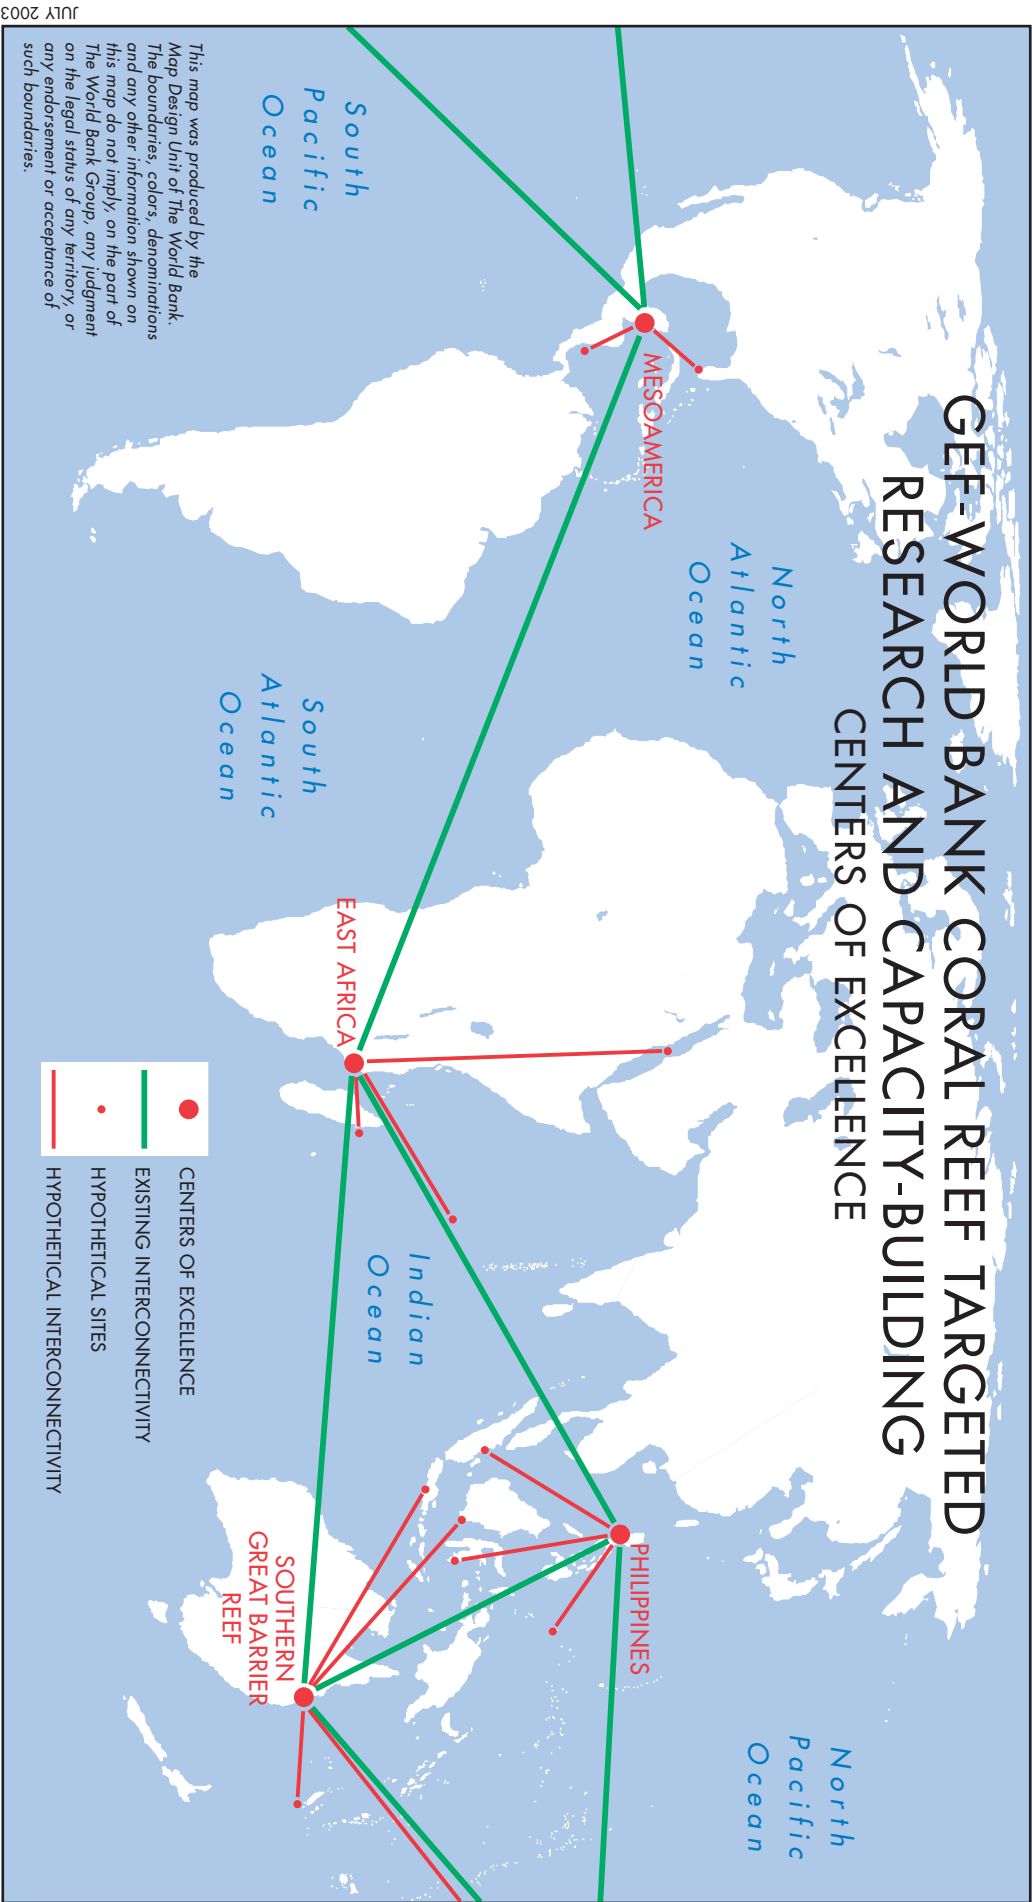 GEF-WORLD BANK CORAL REEF TARGETED
RESEARCH AND CAPACITY-BUILDING
CENTERS OF EXCELLENCE
North
Atlantic
Ocean
North
Pacific
Ocean
MESOAMERICA
PHILIPPINES
South
Pacific
Ocean
South
Atlantic
Ocean
EAST AFRICA
Indian
Ocean
SOUTHERN
GREAT BARRIER
REEF
CENTERS OF EXCELLENCE
EXISTING INTERCONNECTIVITY
HYPOTHETICAL SITES
HYPOTHETICAL INTERCONNECTIVITY
This map was produced by the
Map Design Unit of The World Bank.
The boundaries, colors, denominations
and any other information shown on
this map do not imply, on the part of
The World Bank Group, any judgment
on the legal status of any territory, or
any endorsement or acceptance of
such boundaries.
JULY 2003